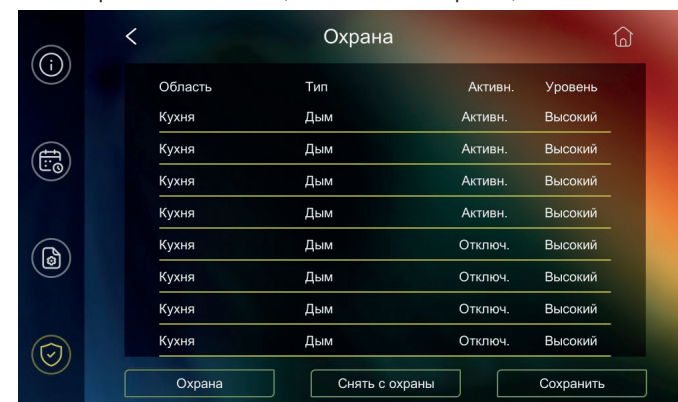 Охрана
Область Тип Активн. Уровень
Кухня Дым Активн. Высокий
Кухня Дым Активн. Высокий
Кухня Дым Активн. Высокий
Кухня Дым Активн. Высокий
Кухня Дым Отключ. Высокий
Кухня Дым Отключ. Высокий
Кухня Дым Отключ. Высокий
Кухня Дым Отключ. Высокий
Охрана Снять с охраны Сохранить